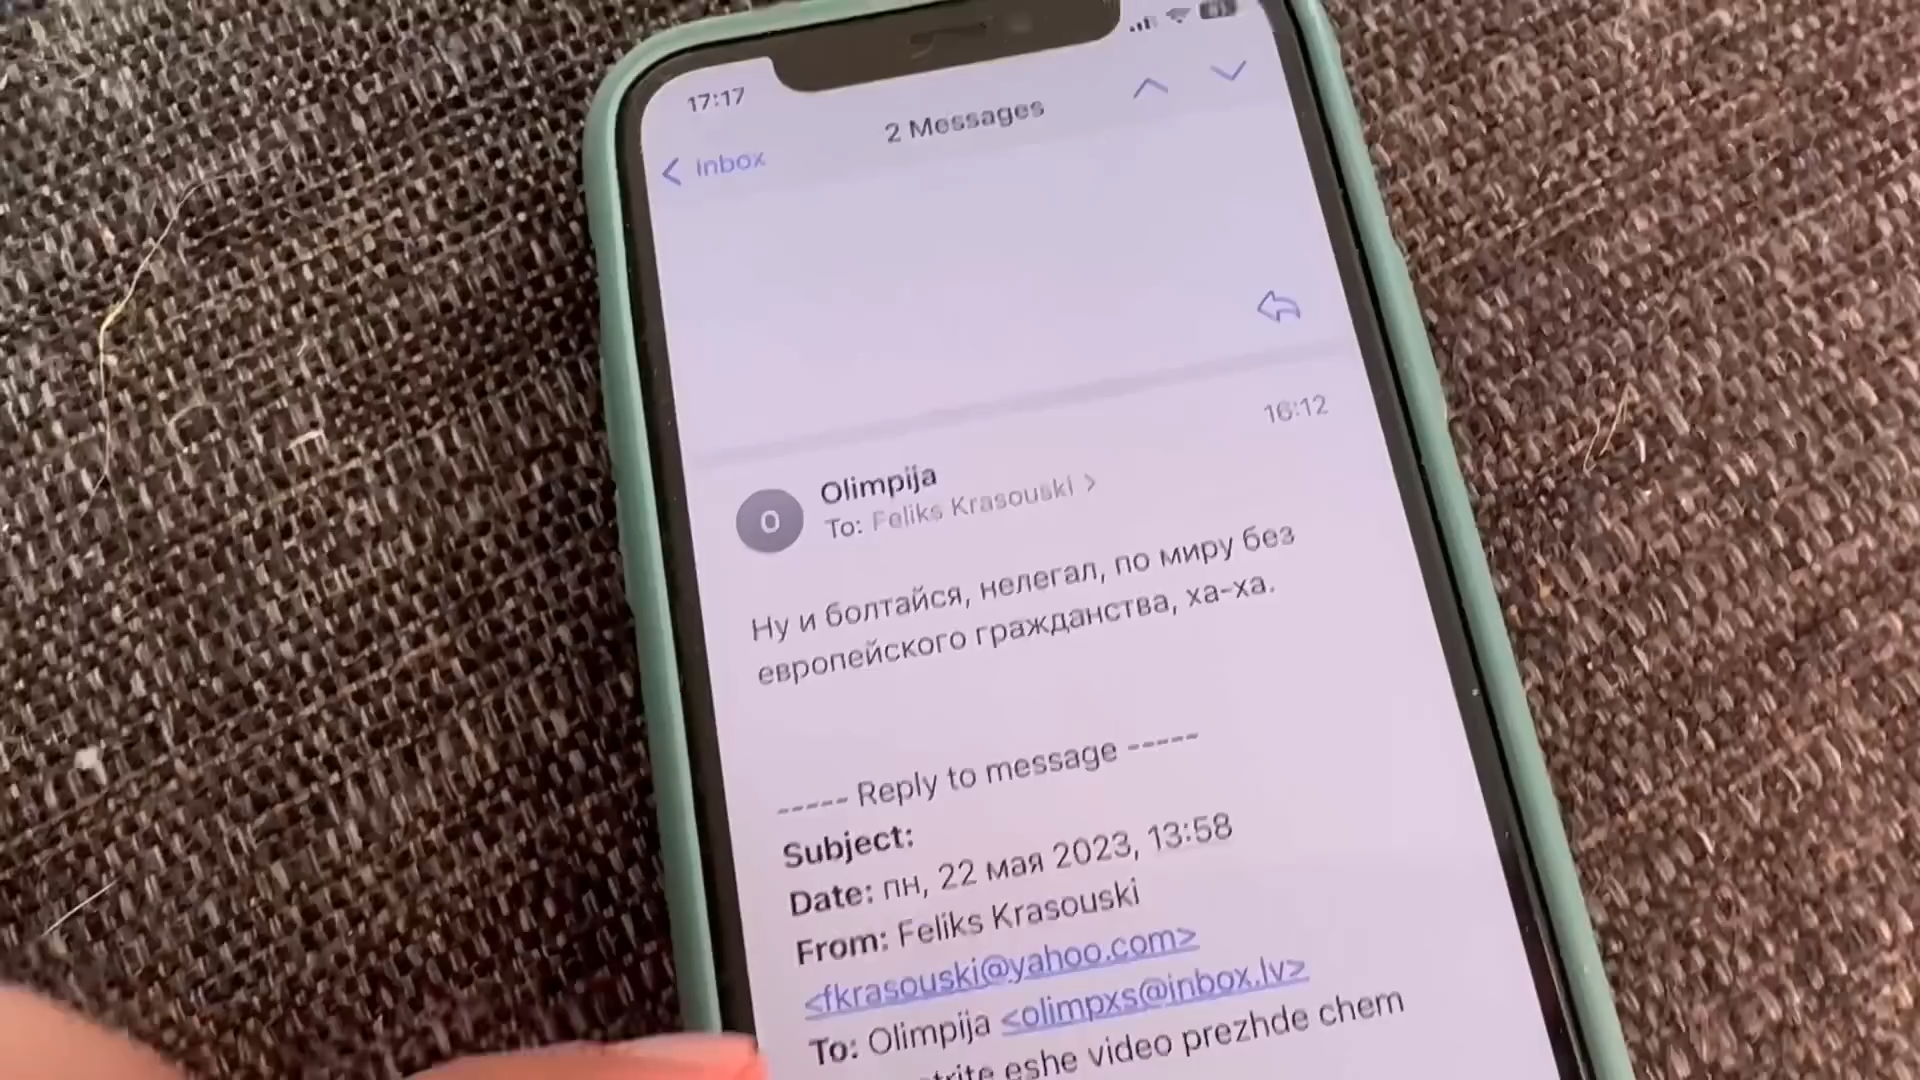 17:17
2 Messages
Inbox
16:12
O
Olimpija
To: Feliks Krasouski >
Ну и болтайся, нелегал, по миру без
европейского гражданства, ха-ха.
----- Reply to message -----
Subject:
Date: пн, 22 мая 2023, 13:58
From: Feliks Krasouski
<fkrasouski@yahoo.com>
To: Olimpija <olimpxs@inbox.lv>
eshe video prezhde chem